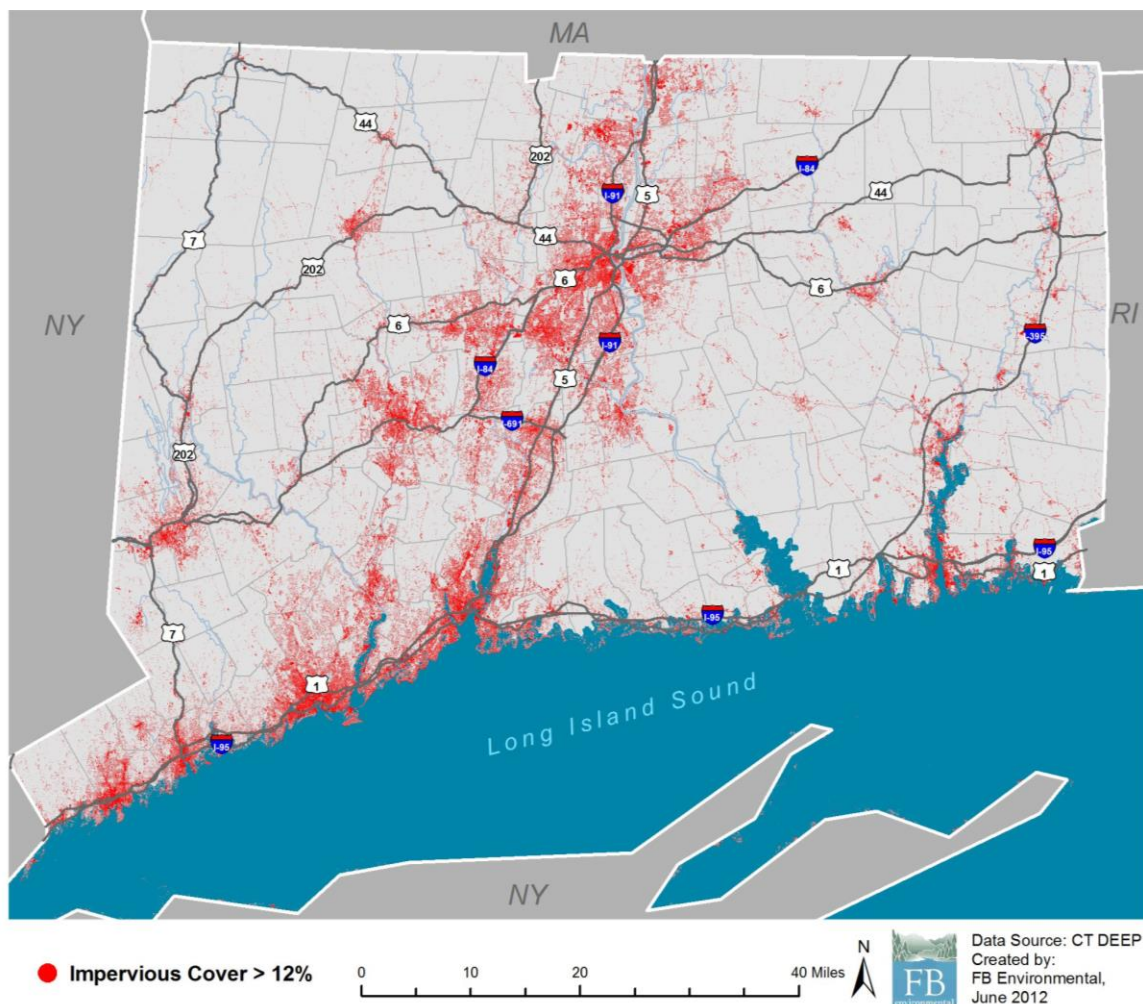 MA
44
202
I-91
5
I-84
44
7
44
202
6
6
NY
6
I-91
I-395
RI
I-84
5
I-691
202
I-95
1
1
I-95
7
1
I-95
Long Island Sound
NY
Impervious Cover > 12%
0 10 20 40 Miles
N
FB
environmental
Data Source: CT DEEP
Created by:
FB Environmental,
June 2012